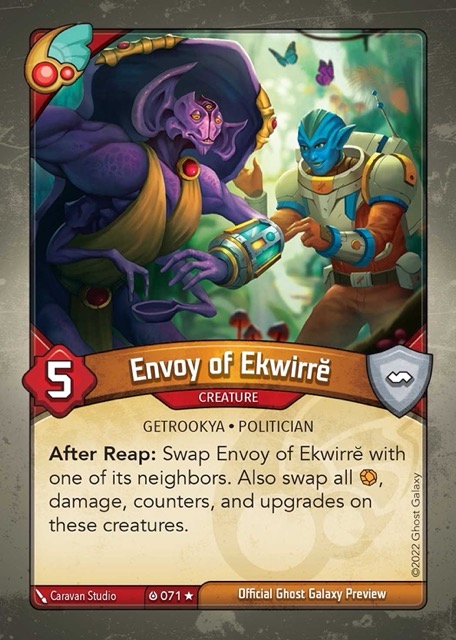 Envoy of Ekwirrĕ
5
CREATURE
GETROOKYA • POLITICIAN
After Reap: Swap Envoy of Ekwirrĕ with
one of its neighbors. Also swap all ,
damage, counters, and upgrades on
these creatures.
©2022 Ghost Galaxy
Caravan Studio
071 ★
Official Ghost Galaxy Preview